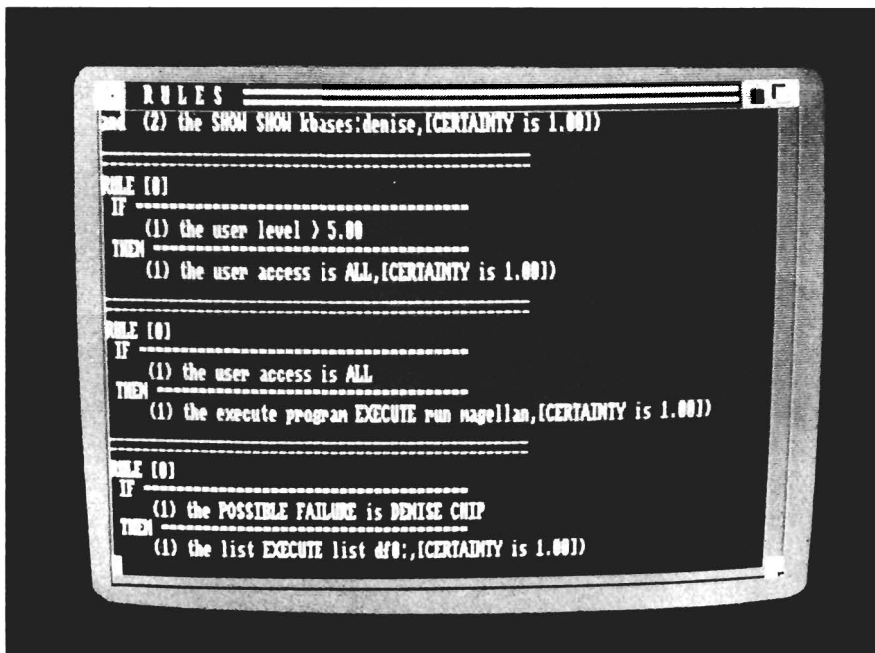 RULES
and (2) the SHOW SHOW kbases:denise,[CERTAINTY is 1.00])
RULE [0]
IF
(1) the user level > 5.00
THEN
(1) the user access is ALL,[CERTAINTY is 1.00])
RULE [0]
IF
(1) the user access is ALL
THEN
(1) the execute program EXECUTE run magellan,[CERTAINTY is 1.00])
RULE [0]
IF
(1) the POSSIBLE FAILURE is DENISE CHIP
THEN
(1) the list EXECUTE list df0:,[CERTAINTY is 1.00])